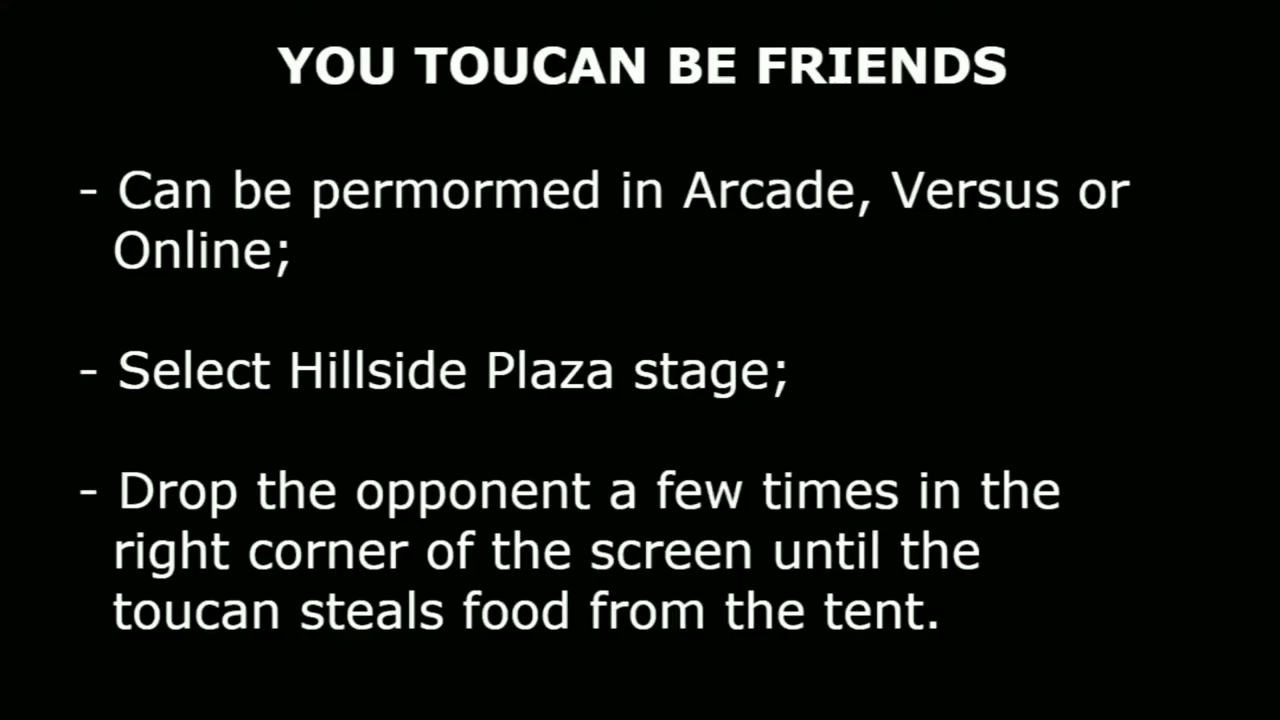 YOU TOUCAN BE FRIENDS
- Can be permormed in Arcade, Versus or
Online;
- Select Hillside Plaza stage;
- Drop the opponent a few times in the
right corner of the screen until the
toucan steals food from the tent.